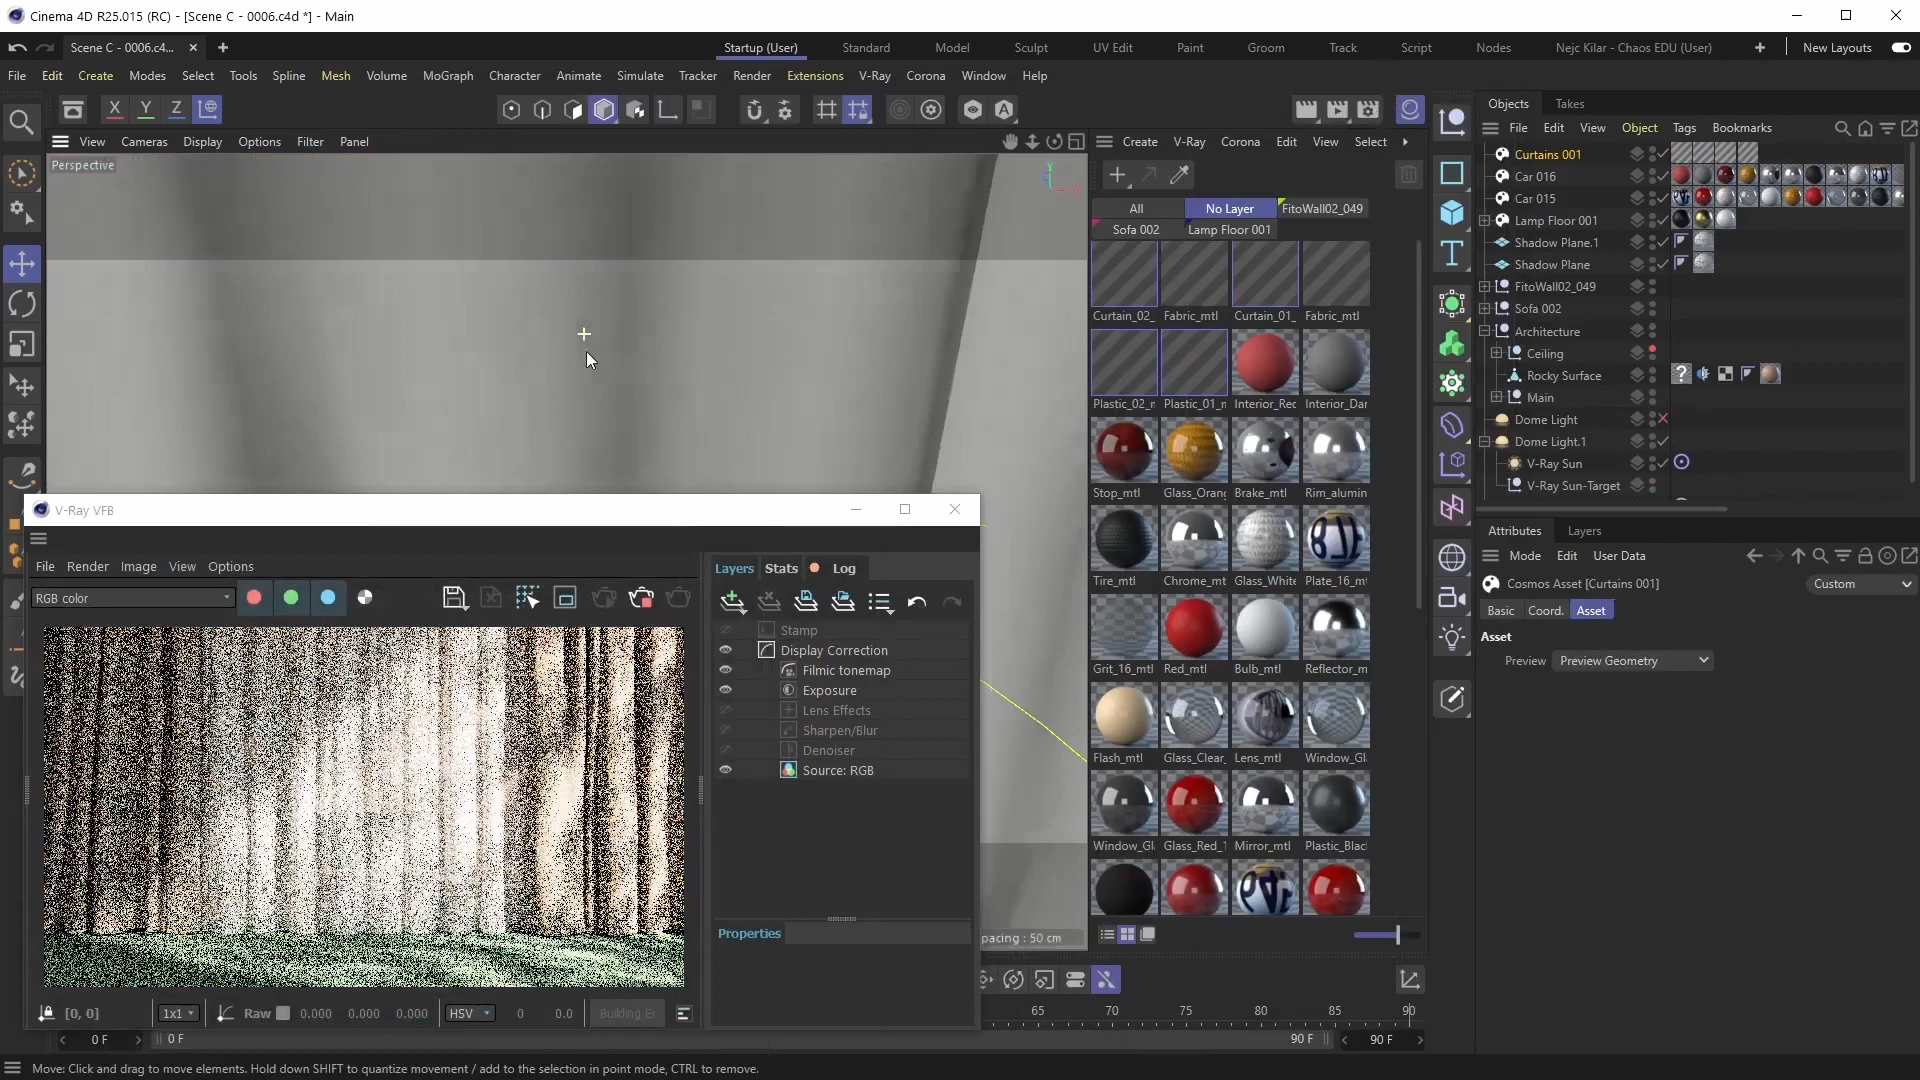 Cinema 4D R25.015 (RC) - [Scene C - 0006.c4d *] - Main
Scene C - 0006.c4...
Startup (User) Standard Model Sculpt UV Edit Paint Groom Track Script Nodes Nejc Kilar - Chaos EDU (User) New Layouts
File Edit Create Modes Select Tools Spline Mesh Volume MoGraph Character Animate Simulate Tracker Render Extensions V-Ray Corona Window Help
X Y Z
View Cameras Display Options Filter Panel
Perspective
Create V-Ray Corona Edit View Select
All No Layer FitoWall02_049
Sofa 002 Lamp Floor 001
Curtain_02_ Fabric_mtl Curtain_01_ Fabric_mtl
Plastic_02_r Plastic_01_r Interior_Rec Interior_Dar
Stop_mtl Glass_Orang Brake_mtl Rim_alumin
Tire_mtl Chrome_mt Glass_White Plate_16_mt
Grit_16_mtl Red_mtl Bulb_mtl Reflector_m
Flash_mtl Glass_Clear_ Lens_mtl Window_Gl
Window_Gl Glass_Red_1 Mirror_mtl Plastic_Blac
Objects Takes
File Edit View Object Tags Bookmarks
Curtains 001
Car 016
Car 015
Lamp Floor 001
Shadow Plane.1
Shadow Plane
FitoWall02_049
Sofa 002
Architecture
Ceiling
Rocky Surface
Main
Dome Light
Dome Light.1
V-Ray Sun
V-Ray Sun-Target
Attributes Layers
Mode Edit User Data
Cosmos Asset [Curtains 001] Custom
Basic Coord. Asset
Asset
Preview Preview Geometry
V-Ray VFB
File Render Image View Options
RGB color
Layers Stats Log
Stamp
Display Correction
Filmic tonemap
Exposure
Lens Effects
Sharpen/Blur
Denoiser
Source: RGB
Properties
[0, 0] 1x1 Raw 0.000 0.000 0.000 HSV 0 0.0 Building Er
pacing : 50 cm
65 70 75 80 85 90
0 F 0 F 90 F 90 F
Move: Click and drag to move elements. Hold down SHIFT to quantize movement / add to the selection in point mode, CTRL to remove.